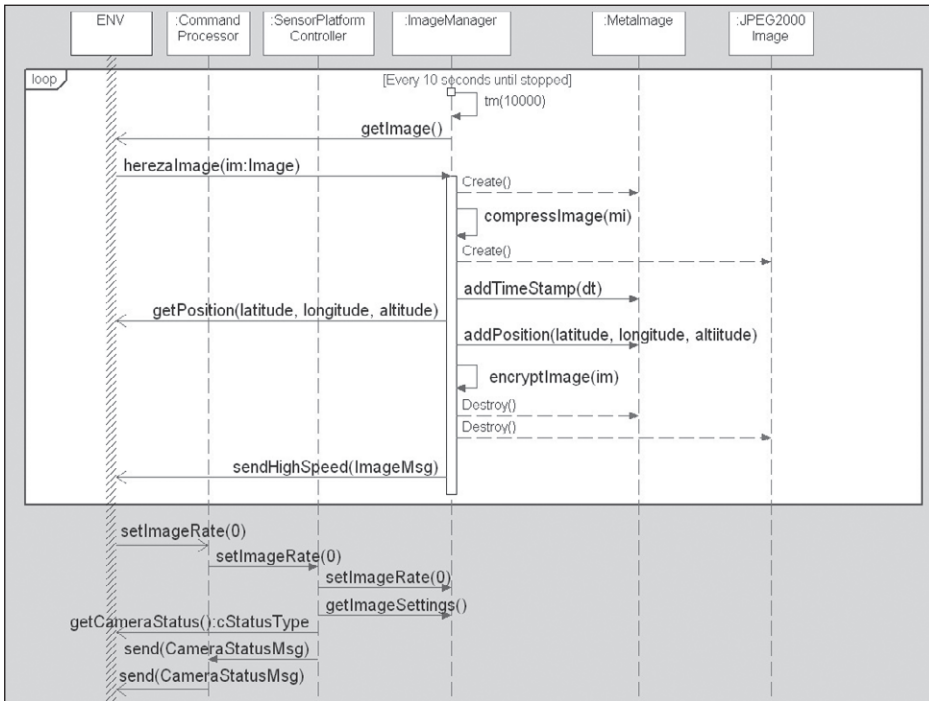 ENV
:Command
Processor
:SensorPlatform
Controller
:ImageManager
:MetaImage
:JPEG2000
Image
loop
[Every 10 seconds until stopped]
tm(10000)
getImage()
herezaImage(im:Image)
Create()
compressImage(mi)
Create()
addTimeStamp(dt)
getPosition(latitude, longitude, altitude)
addPosition(latitude, longitude, altiitude)
encryptImage(im)
Destroy()
Destroy()
sendHighSpeed(ImageMsg)
setImageRate(0)
setImageRate(0)
setImageRate(0)
getImageSettings()
getCameraStatus():cStatusType
send(CameraStatusMsg)
send(CameraStatusMsg)